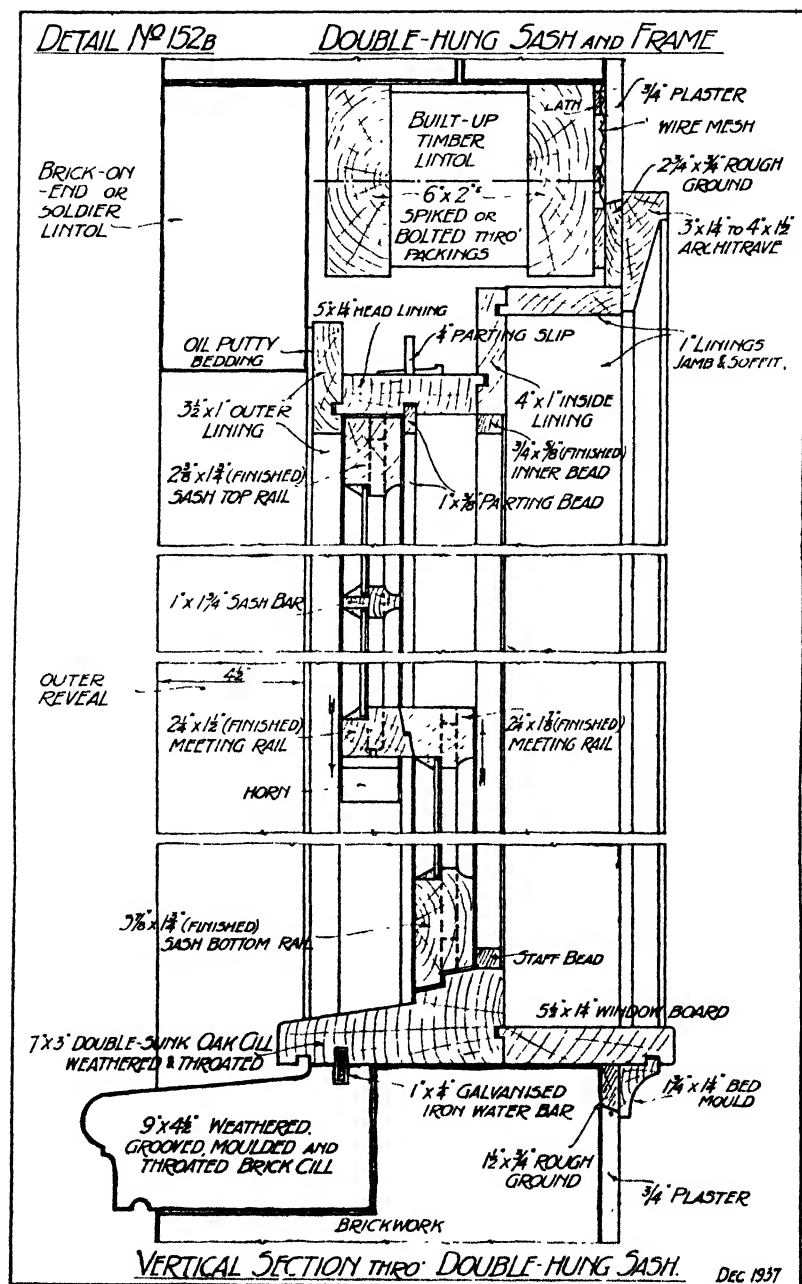 DETAIL Nº 152B
DOUBLE-HUNG SASH AND FRAME
3/4" PLASTER
LATH
WIRE MESH
BUILT-UP
TIMBER
LINTOL
2 3/4" x 3/4" ROUGH
GROUND
BRICK-ON
-END OR
SOLDIER
LINTOL
6" x 2"s
SPIKED OR
BOLTED THRO'
PACKINGS
3" x 1 1/4" TO 4" x 1 1/2"
ARCHITRAVE
5" x 1 1/4" HEAD LINING
1/4" PARTING SLIP
OIL PUTTY
BEDDING
1" LININGS
JAMB & SOFFIT.
3 1/2" x 1" OUTER
LINING
4" x 1" INSIDE
LINING
3/4" x 5/8" (FINISHED)
INNER BEAD
2 3/8" x 1 3/4" (FINISHED)
SASH TOP RAIL
1" x 3/8" PARTING BEAD
1" x 1 3/4" SASH BAR
OUTER
REVEAL
4 1/2"
2 1/4" x 1 1/2" (FINISHED)
MEETING RAIL
2 1/4" x 1 7/8" (FINISHED)
MEETING RAIL
HORN
3 7/8" x 1 3/4" (FINISHED)
SASH BOTTOM RAIL
STAFF BEAD
5 1/2" x 1 1/4" WINDOW BOARD
7" x 3" DOUBLE-SUNK OAK CILL
WEATHERED & THROATED
1" x 1/4" GALVANISED
IRON WATER BAR
1 3/4" x 1 1/4" BED
MOULD
9" x 4 1/2" WEATHERED,
GROOVED, MOULDED AND
THROATED BRICK CILL
1 1/2" x 3/4" ROUGH
GROUND
3/4" PLASTER
BRICKWORK
VERTICAL SECTION THRO' DOUBLE-HUNG SASH.
DEC 1937